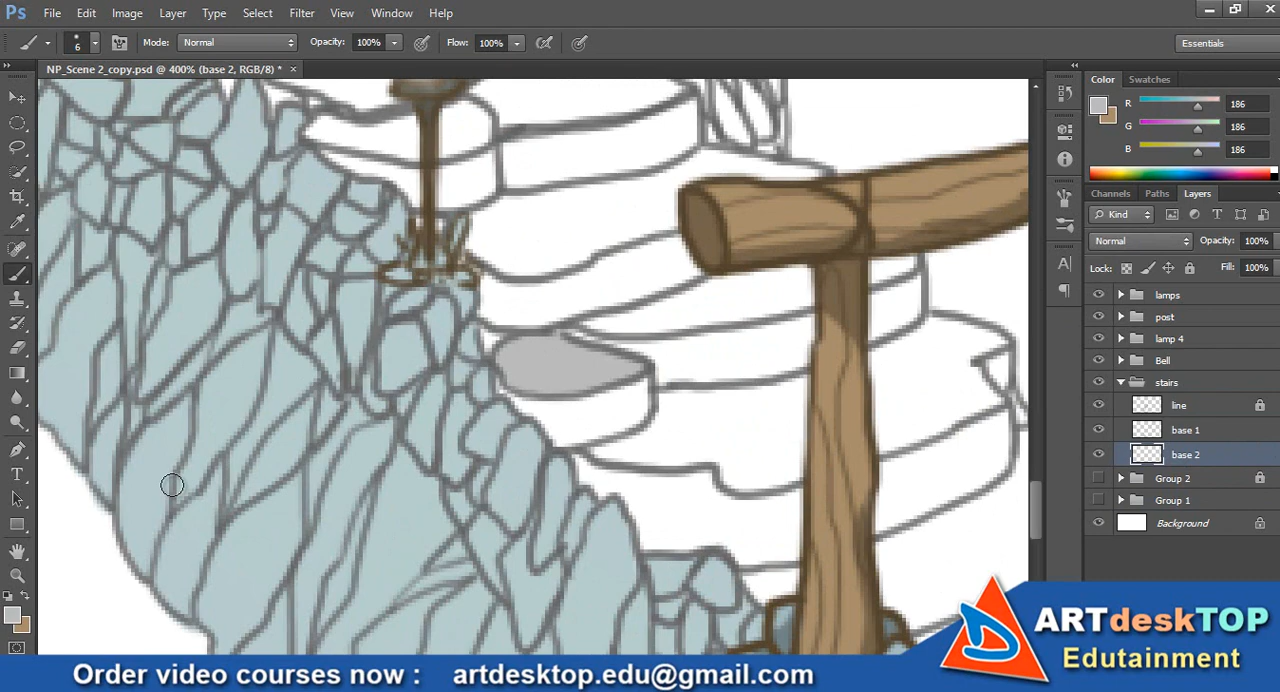 Ps File Edit Image Layer Type Select Filter View Window Help
6 Mode: Normal Opacity: 100% Flow: 100% Essentials
NP_Scene 2_copy.psd @ 400% (base 2, RGB/8) * ×
Color Swatches
R 186
G 186
B 186
Channels Paths Layers
Kind
Normal Opacity: 100%
Lock: Fill: 100%
lamps
post
lamp 4
Bell
stairs
line
base 1
base 2
Group 2
Group 1
Background
ARTdeskTOP
Edutainment
Order video courses now : artdesktop.edu@gmail.com